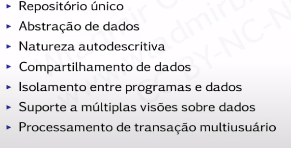 ▸ Repositório único
▸ Abstração de dados
▸ Natureza autodescritiva
▸ Compartilhamento de dados
▸ Isolamento entre programas e dados
▸ Suporte a múltiplas visões sobre dados
▸ Processamento de transação multiusuário